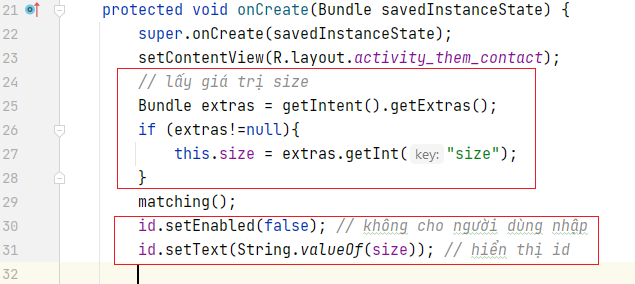 21 protected void onCreate(Bundle savedInstanceState) {
22 super.onCreate(savedInstanceState);
23 setContentView(R.layout.activity_them_contact);
24 // lấy giá trị size
25 Bundle extras = getIntent().getExtras();
26 if (extras!=null){
27 this.size = extras.getInt( key: "size");
28 }
29 matching();
30 id.setEnabled(false); // không cho người dùng nhập
31 id.setText(String.valueOf(size)); // hiển thị id
32